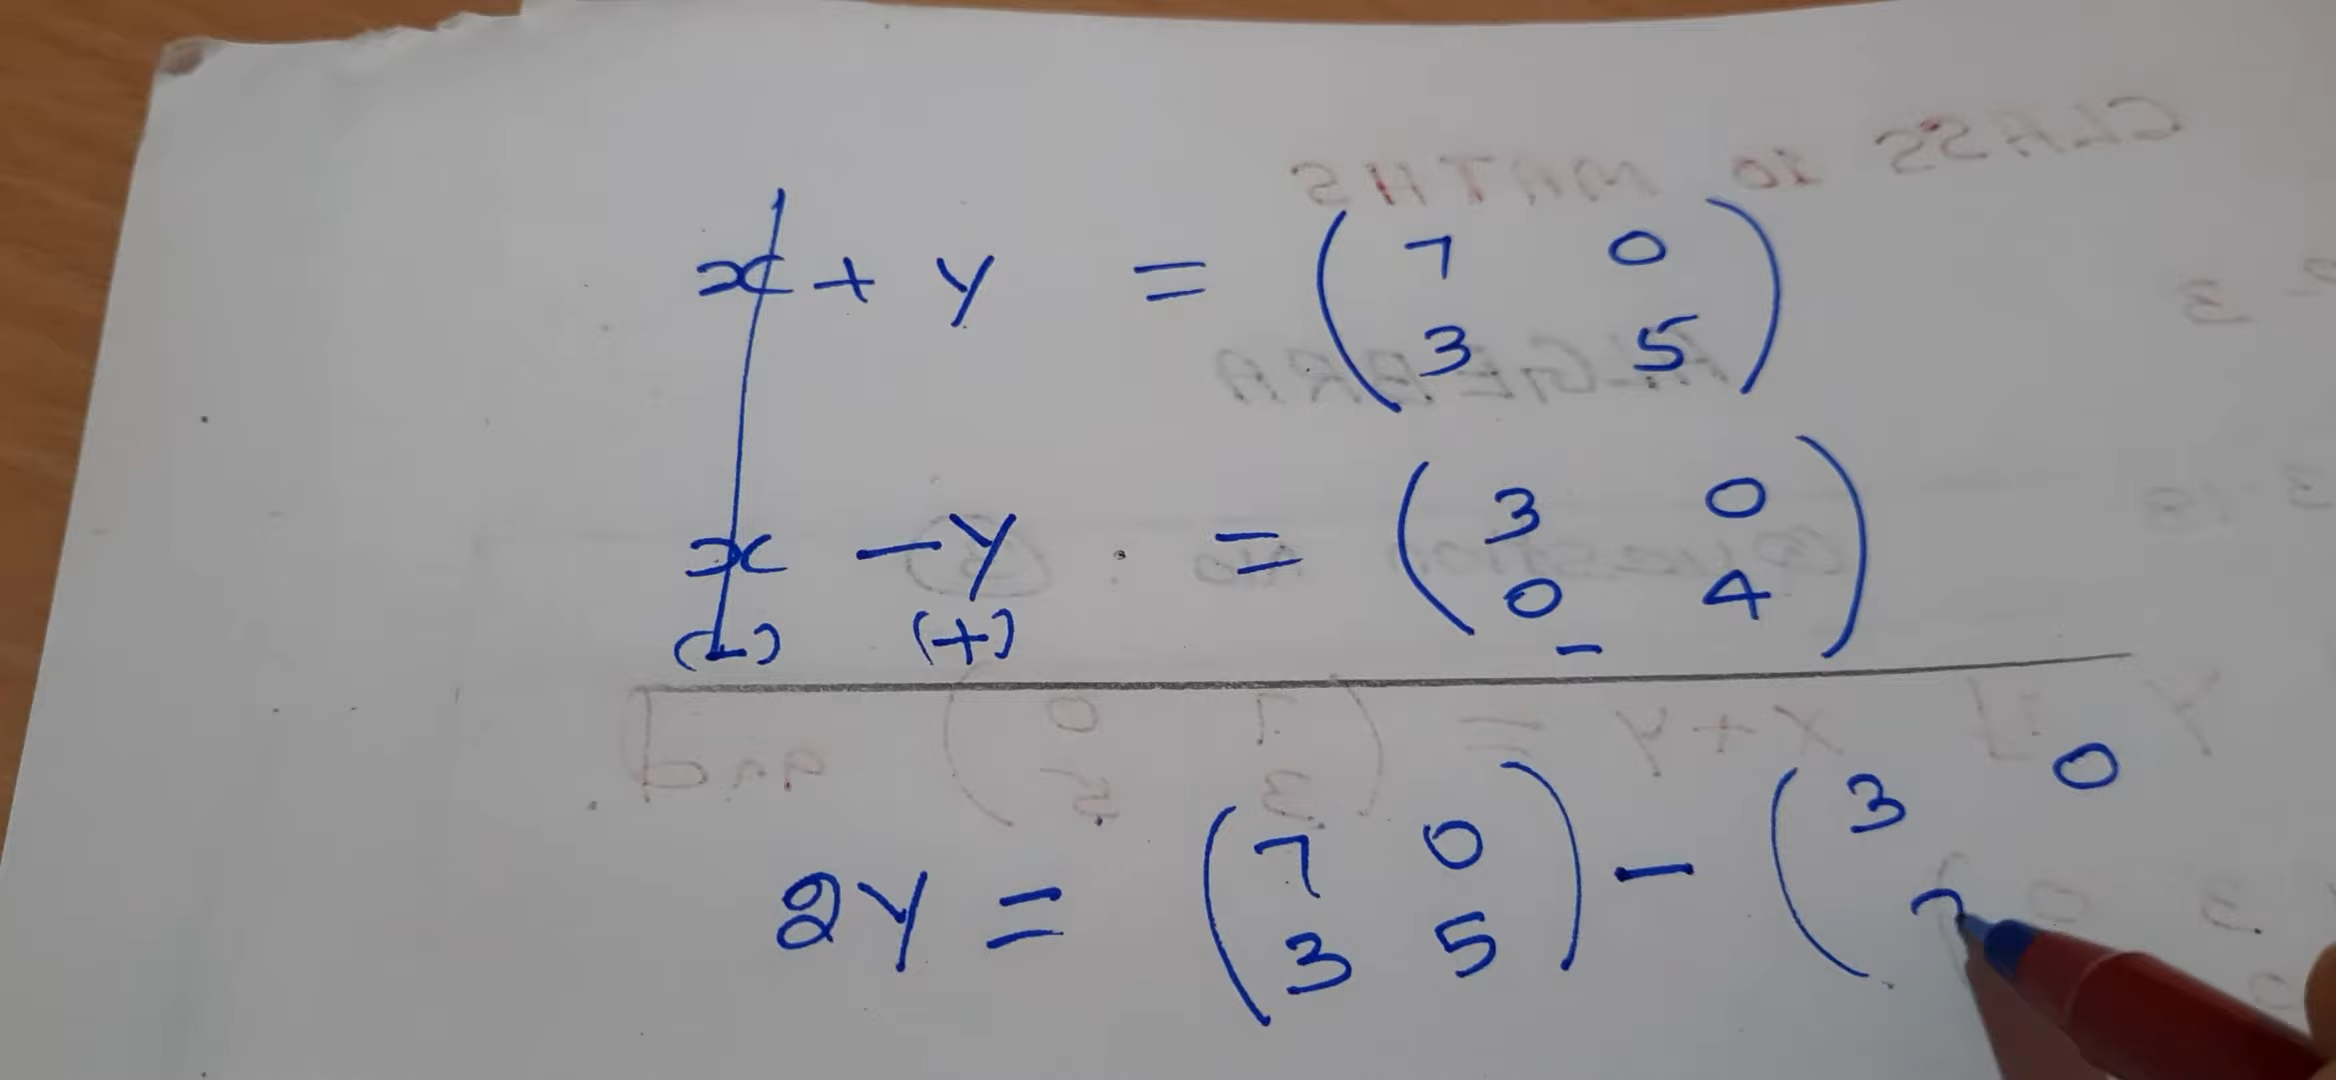 x + y = ( 7 0
3 5 )
x - y = ( 3 0
0 4 )
(-) (+) -
2y = ( 7 0
3 5 ) - ( 3 0